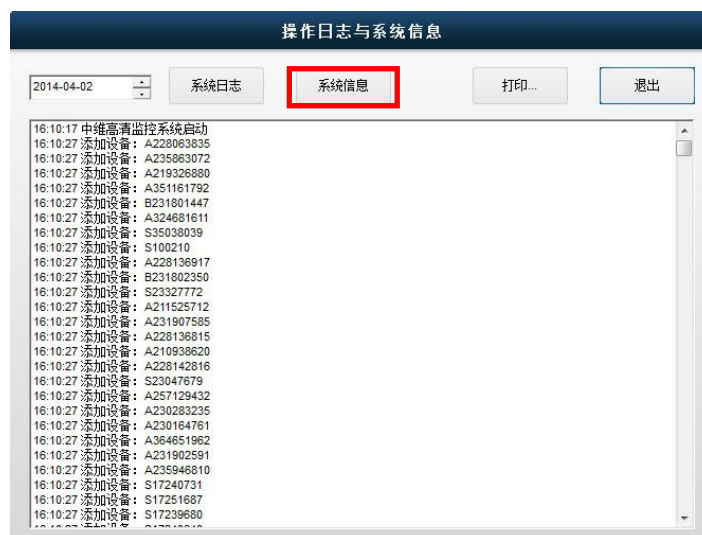 操作日志与系统信息
2014-04-02 系统日志 系统信息 打印... 退出
16:10:17 中维高清监控系统启动
16:10:27 添加设备：A228063835
16:10:27 添加设备：A235863072
16:10:27 添加设备：A219326880
16:10:27 添加设备：A351161792
16:10:27 添加设备：B231801447
16:10:27 添加设备：A324681611
16:10:27 添加设备：S35038039
16:10:27 添加设备：S100210
16:10:27 添加设备：A228136917
16:10:27 添加设备：B231802350
16:10:27 添加设备：S23327772
16:10:27 添加设备：A211525712
16:10:27 添加设备：A231907585
16:10:27 添加设备：A228136815
16:10:27 添加设备：A210938620
16:10:27 添加设备：A228142816
16:10:27 添加设备：S23047679
16:10:27 添加设备：A257129432
16:10:27 添加设备：A230283235
16:10:27 添加设备：A230164761
16:10:27 添加设备：A364651962
16:10:27 添加设备：A231902591
16:10:27 添加设备：A235946810
16:10:27 添加设备：S17240731
16:10:27 添加设备：S17251687
16:10:27 添加设备：S17239680